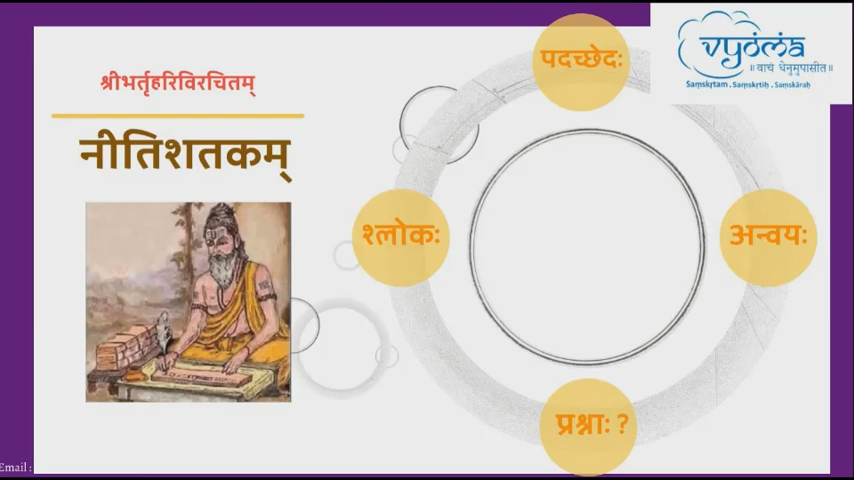 श्रीभर्तृहरिविरचितम्
नीतिशतकम्
पदच्छेदः
श्लोकः
अन्वयः
प्रश्नाः ?
vyoma
॥ वाचं धेनुमुपासीत॥
Saṃskṛtam . Saṃskṛtiḥ . Saṃskāraḥ
Email :